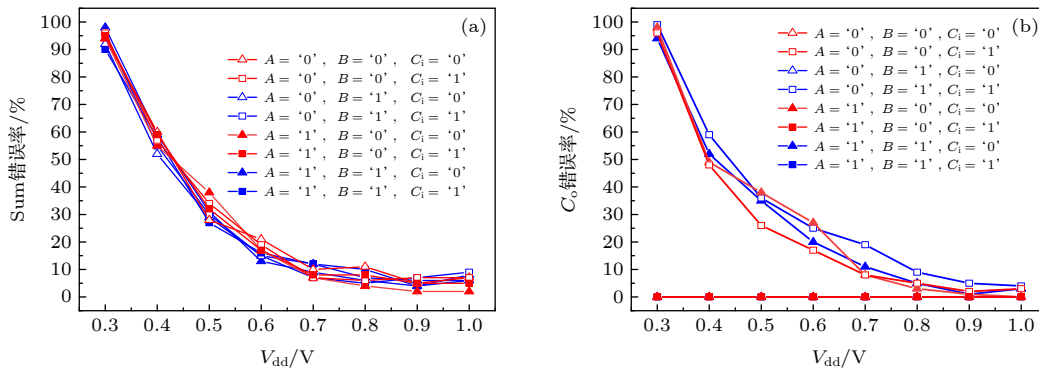 (a)
Sum错误率/%
100
90
80
70
60
50
40
30
20
10
0
A = ‘0’, B = ‘0’, Ci = ‘0’
A = ‘0’, B = ‘0’, Ci = ‘1’
A = ‘0’, B = ‘1’, Ci = ‘0’
A = ‘0’, B = ‘1’, Ci = ‘1’
A = ‘1’, B = ‘0’, Ci = ‘0’
A = ‘1’, B = ‘0’, Ci = ‘1’
A = ‘1’, B = ‘1’, Ci = ‘0’
A = ‘1’, B = ‘1’, Ci = ‘1’
0.3 0.4 0.5 0.6 0.7 0.8 0.9 1.0
Vdd/V
(b)
Co错误率/%
100
90
80
70
60
50
40
30
20
10
0
A = ‘0’, B = ‘0’, Ci = ‘0’
A = ‘0’, B = ‘0’, Ci = ‘1’
A = ‘0’, B = ‘1’, Ci = ‘0’
A = ‘0’, B = ‘1’, Ci = ‘1’
A = ‘1’, B = ‘0’, Ci = ‘0’
A = ‘1’, B = ‘0’, Ci = ‘1’
A = ‘1’, B = ‘1’, Ci = ‘0’
A = ‘1’, B = ‘1’, Ci = ‘1’
0.3 0.4 0.5 0.6 0.7 0.8 0.9 1.0
Vdd/V